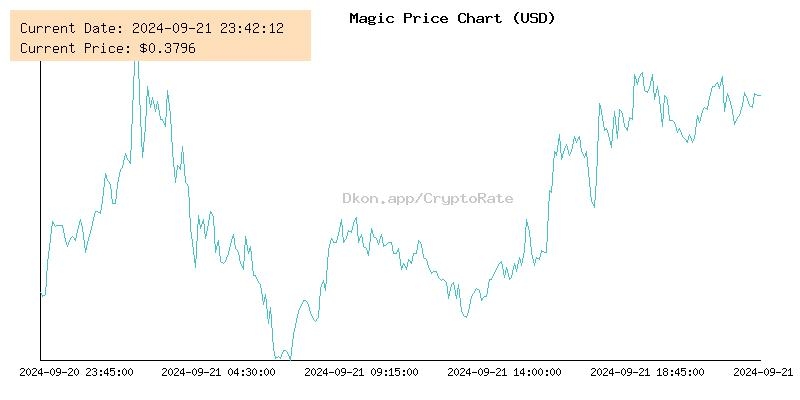 Magic Price Chart (USD)
Current Date: 2024-09-21 23:42:12
Current Price: $0.3796
Dkon.app/CryptoRate
2024-09-20 23:45:00 2024-09-21 04:30:00 2024-09-21 09:15:00 2024-09-21 14:00:00 2024-09-21 18:45:00 2024-09-21